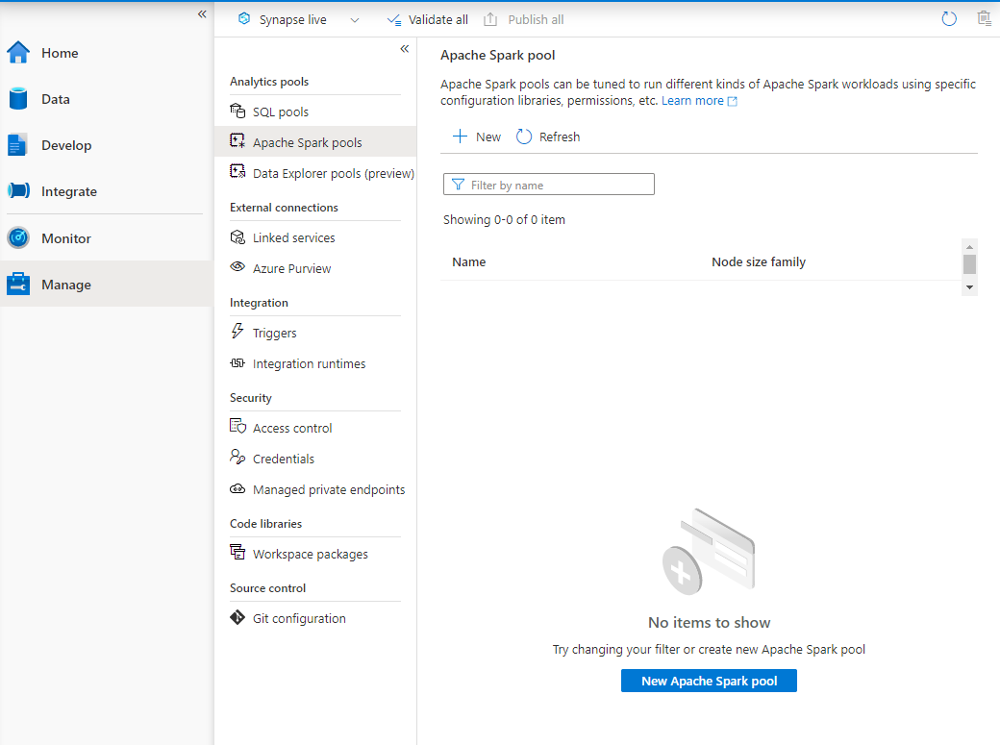 Home
Data
Develop
Integrate
Monitor
Manage
Synapse live
Validate all
Publish all
Analytics pools
SQL pools
Apache Spark pools
Data Explorer pools (preview)
External connections
Linked services
Azure Purview
Integration
Triggers
Integration runtimes
Security
Access control
Credentials
Managed private endpoints
Code libraries
Workspace packages
Source control
Git configuration
Apache Spark pool
Apache Spark pools can be tuned to run different kinds of Apache Spark workloads using specific
configuration libraries, permissions, etc. Learn more
New
Refresh
Filter by name
Showing 0-0 of 0 item
Name
Node size family
No items to show
Try changing your filter or create new Apache Spark pool
New Apache Spark pool